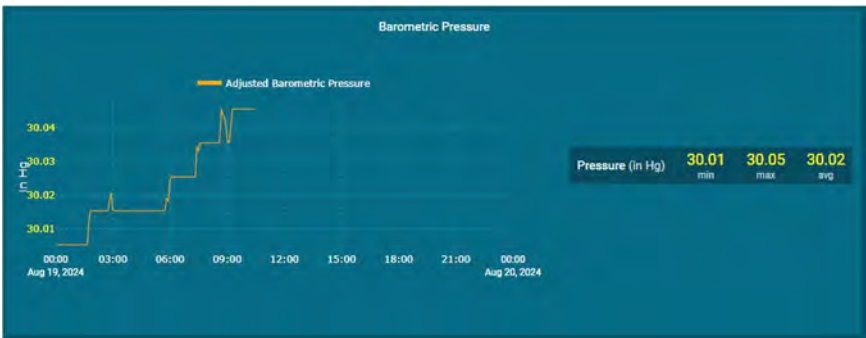 Barometric Pressure
Adjusted Barometric Pressure
30.04
30.03
30.02
30.01
in Hg
00:00 03:00 06:00 09:00 12:00 15:00 18:00 21:00 00:00
Aug 19, 2024 Aug 20, 2024
Pressure (in Hg) 30.01 30.05 30.02
min max avg